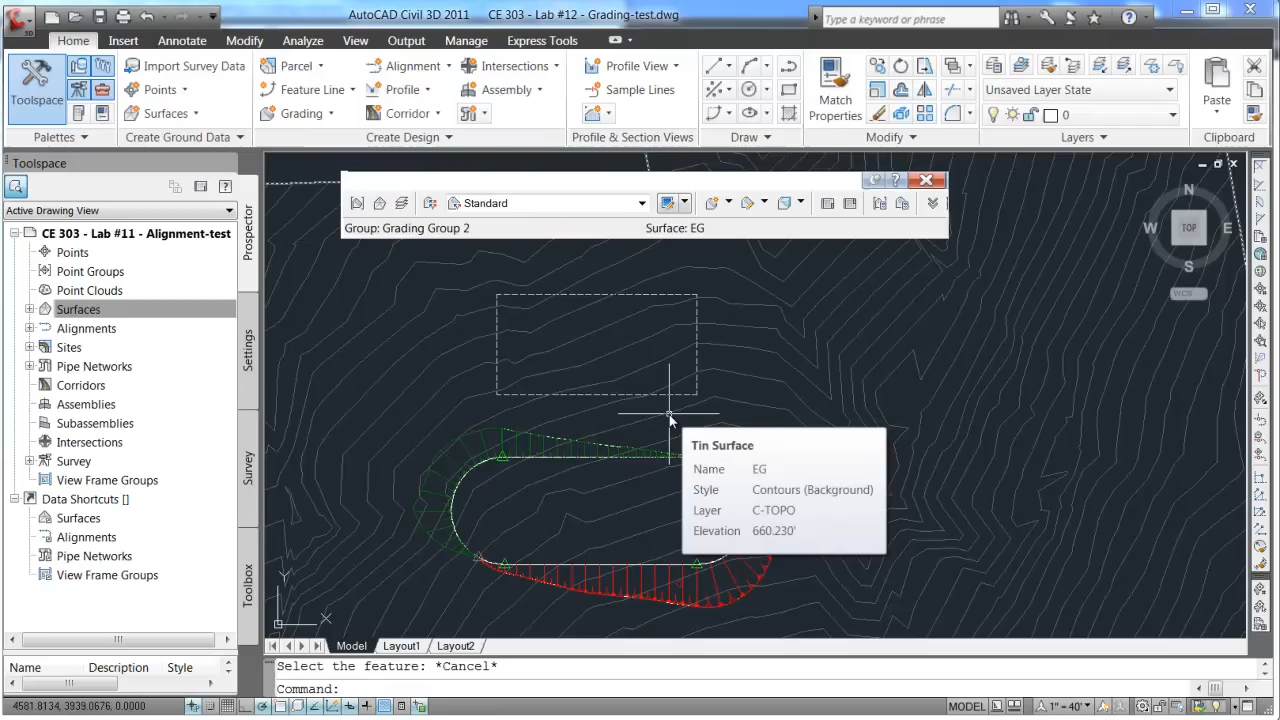 AutoCAD Civil 3D 2011 CE 303 - Lab #12 - Grading-test.dwg
Type a keyword or phrase
Home Insert Annotate Modify Analyze View Output Manage Express Tools
Toolspace
Import Survey Data
Points
Surfaces
Parcel
Feature Line
Grading
Alignment
Profile
Corridor
Intersections
Assembly
Profile View
Sample Lines
Match
Properties
Unsaved Layer State
0
Paste
Palettes Create Ground Data Create Design Profile & Section Views Draw Modify Layers Clipboard
Toolspace
Active Drawing View
CE 303 - Lab #11 - Alignment-test
Points
Point Groups
Point Clouds
Surfaces
Alignments
Sites
Pipe Networks
Corridors
Assemblies
Subassemblies
Intersections
Survey
View Frame Groups
Data Shortcuts []
Surfaces
Alignments
Pipe Networks
View Frame Groups
Name Description Style
Prospector
Settings
Survey
Toolbox
Standard
Group: Grading Group 2 Surface: EG
N
W TOP E
S
WCS
Tin Surface
Name EG
Style Contours (Background)
Layer C-TOPO
Elevation 660.230'
Y
X
Model Layout1 Layout2
Select the feature: *Cancel*
Command:
4581.8134, 3939.0676, 0.0000 MODEL 1" = 40'